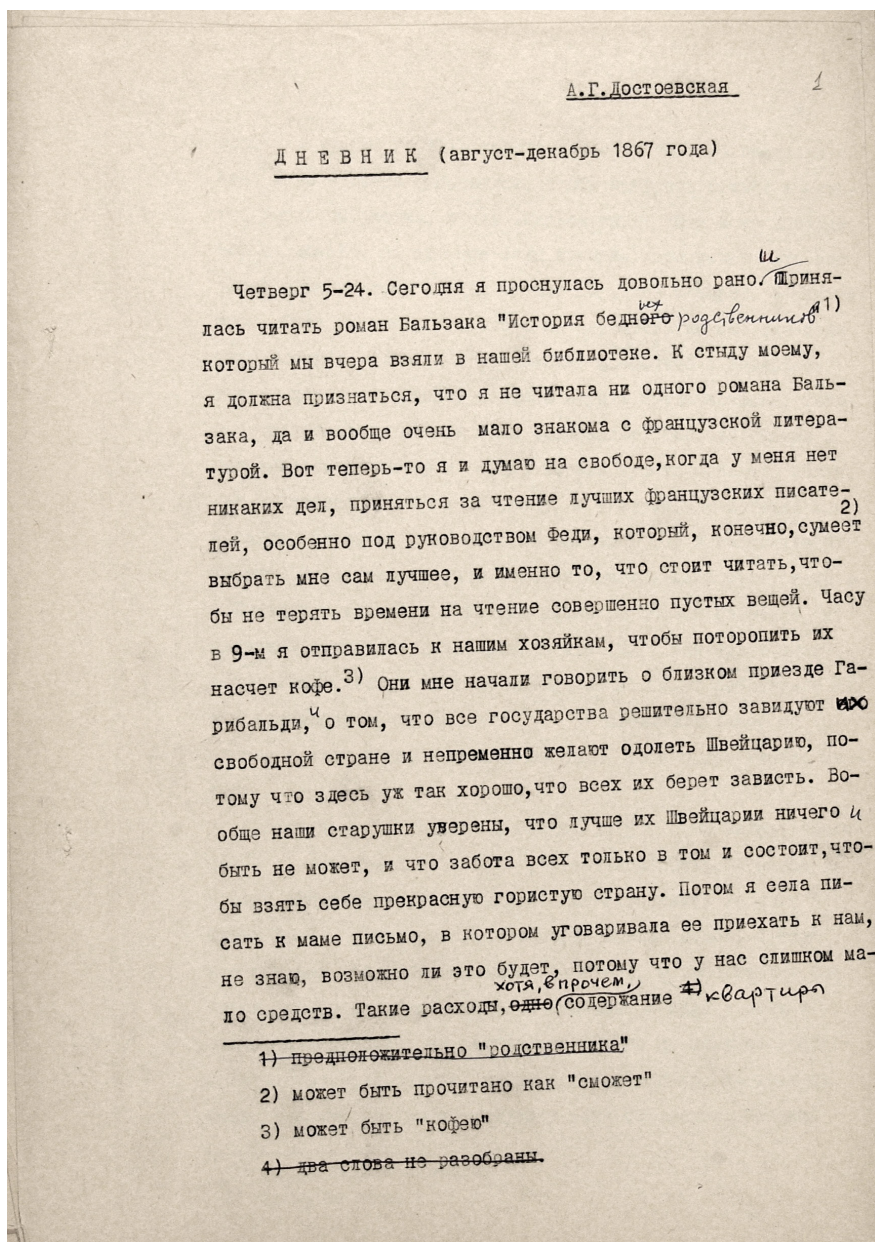 А.Г.Достоевская 1
ДНЕВНИК (август-декабрь 1867 года)
Четверг 5-24. Сегодня я проснулась довольно рано. Ш Принялась
лась читать роман Бальзака "История бедного ых родственников" 1)
который мы вчера взяли в нашей библиотеке. К стыду моему,
я должна признаться, что я не читала ни одного романа Баль-
зака, да и вообще очень мало знакома с французской литера-
турой. Вот теперь-то я и думаю на свободе,когда у меня нет
никаких дел, приняться за чтение лучших французских писате-
лей, особенно под руководством Феди, который, конечно,сумеет 2)
выбрать мне сам лучшее, и именно то, что стоит читать,что-
бы не терять времени на чтение совершенно пустых вещей. Часу
в 9-м я отправилась к нашим хозяйкам, чтобы поторопить их
насчет кофе.3) Они мне начали говорить о близком приезде Га-
рибальди, и о том, что все государства решительно завидуют их
свободной стране и непременно желают одолеть Швейцарию, по-
тому что здесь уж так хорошо,что всех их берет зависть. Во-
обще наши старушки уверены, что лучше их Швейцарии ничего и
быть не может, и что забота всех только в том и состоит,что-
бы взять себе прекрасную гористую страну. Потом я села пи-
сать к маме письмо, в котором уговаривала ее приехать к нам,
не знаю, возможно ли это будет, потому что у нас слишком ма-
хотя, впрочем,
ло средств. Такие расходы, одно содержание 4) квартиры
1) предположительно "родственника"
2) может быть прочитано как "сможет"
3) может быть "кофею"
4) два слова не разобраны.